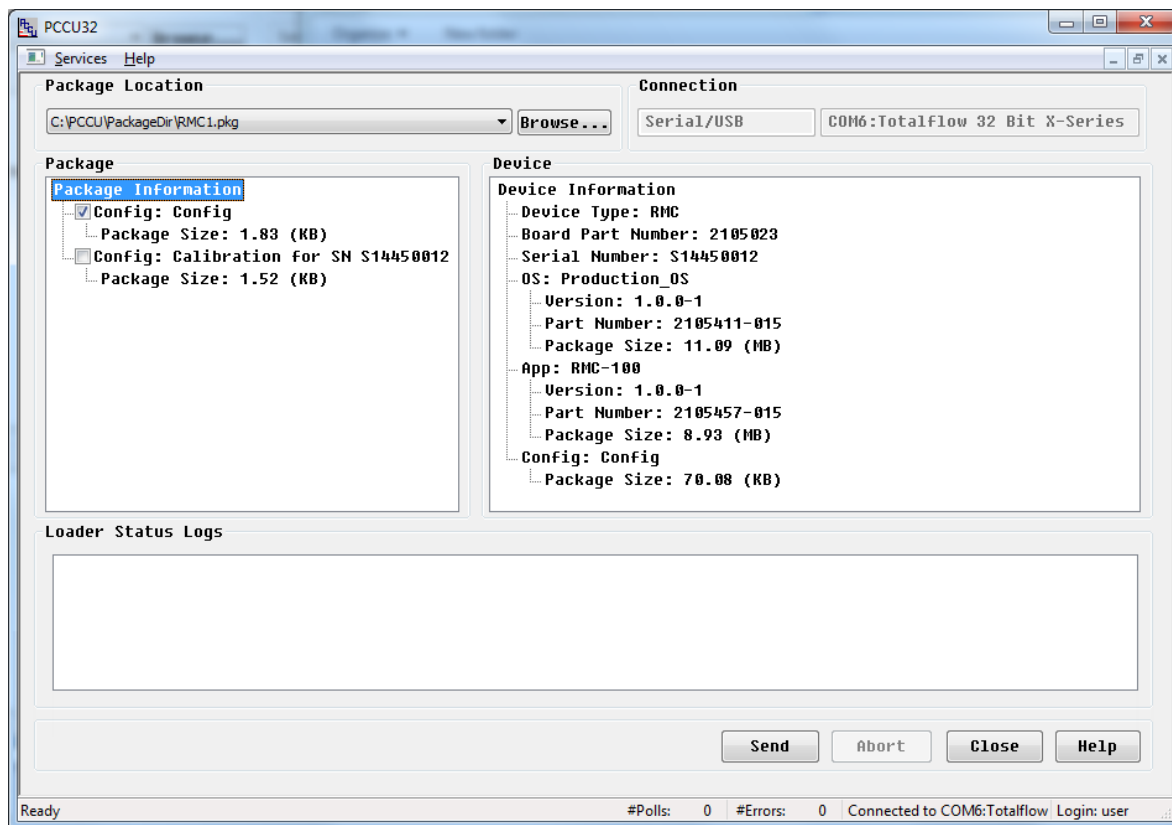 PCCU32
Services Help
Package Location
C:\PCCU\PackageDir\RMC1.pkg
Browse...
Connection
Serial/USB
COM6:Totalflow 32 Bit X-Series
Package
Package Information
Config: Config
Package Size: 1.83 (KB)
Config: Calibration for SN S14450012
Package Size: 1.52 (KB)
Device
Device Information
Device Type: RMC
Board Part Number: 2105023
Serial Number: S14450012
OS: Production_OS
Version: 1.0.0-1
Part Number: 2105411-015
Package Size: 11.09 (MB)
App: RMC-100
Version: 1.0.0-1
Part Number: 2105457-015
Package Size: 8.93 (MB)
Config: Config
Package Size: 70.08 (KB)
Loader Status Logs
Send Abort Close Help
Ready #Polls: 0 #Errors: 0 Connected to COM6:Totalflow Login: user